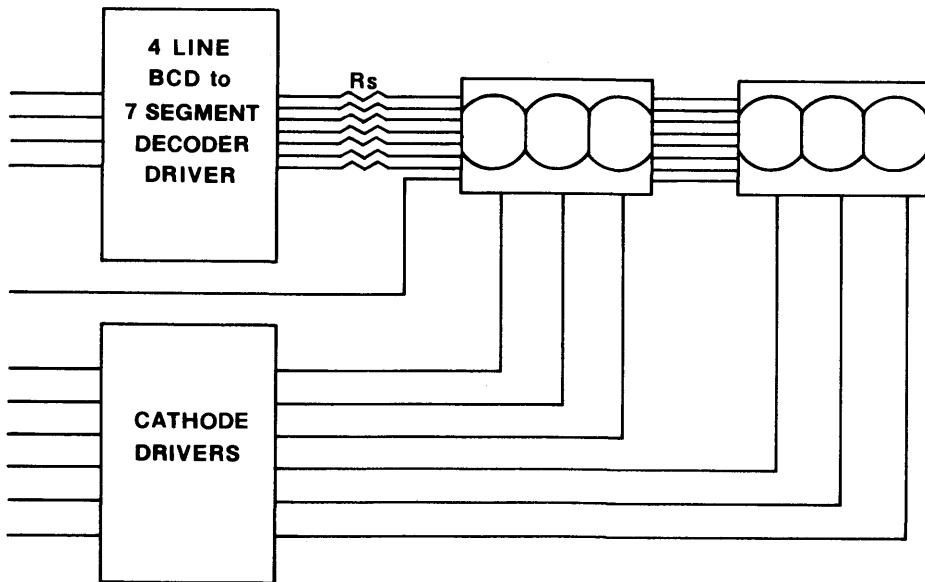 4 LINE
BCD to
7 SEGMENT
DECODER
DRIVER
Rs
CATHODE
DRIVERS